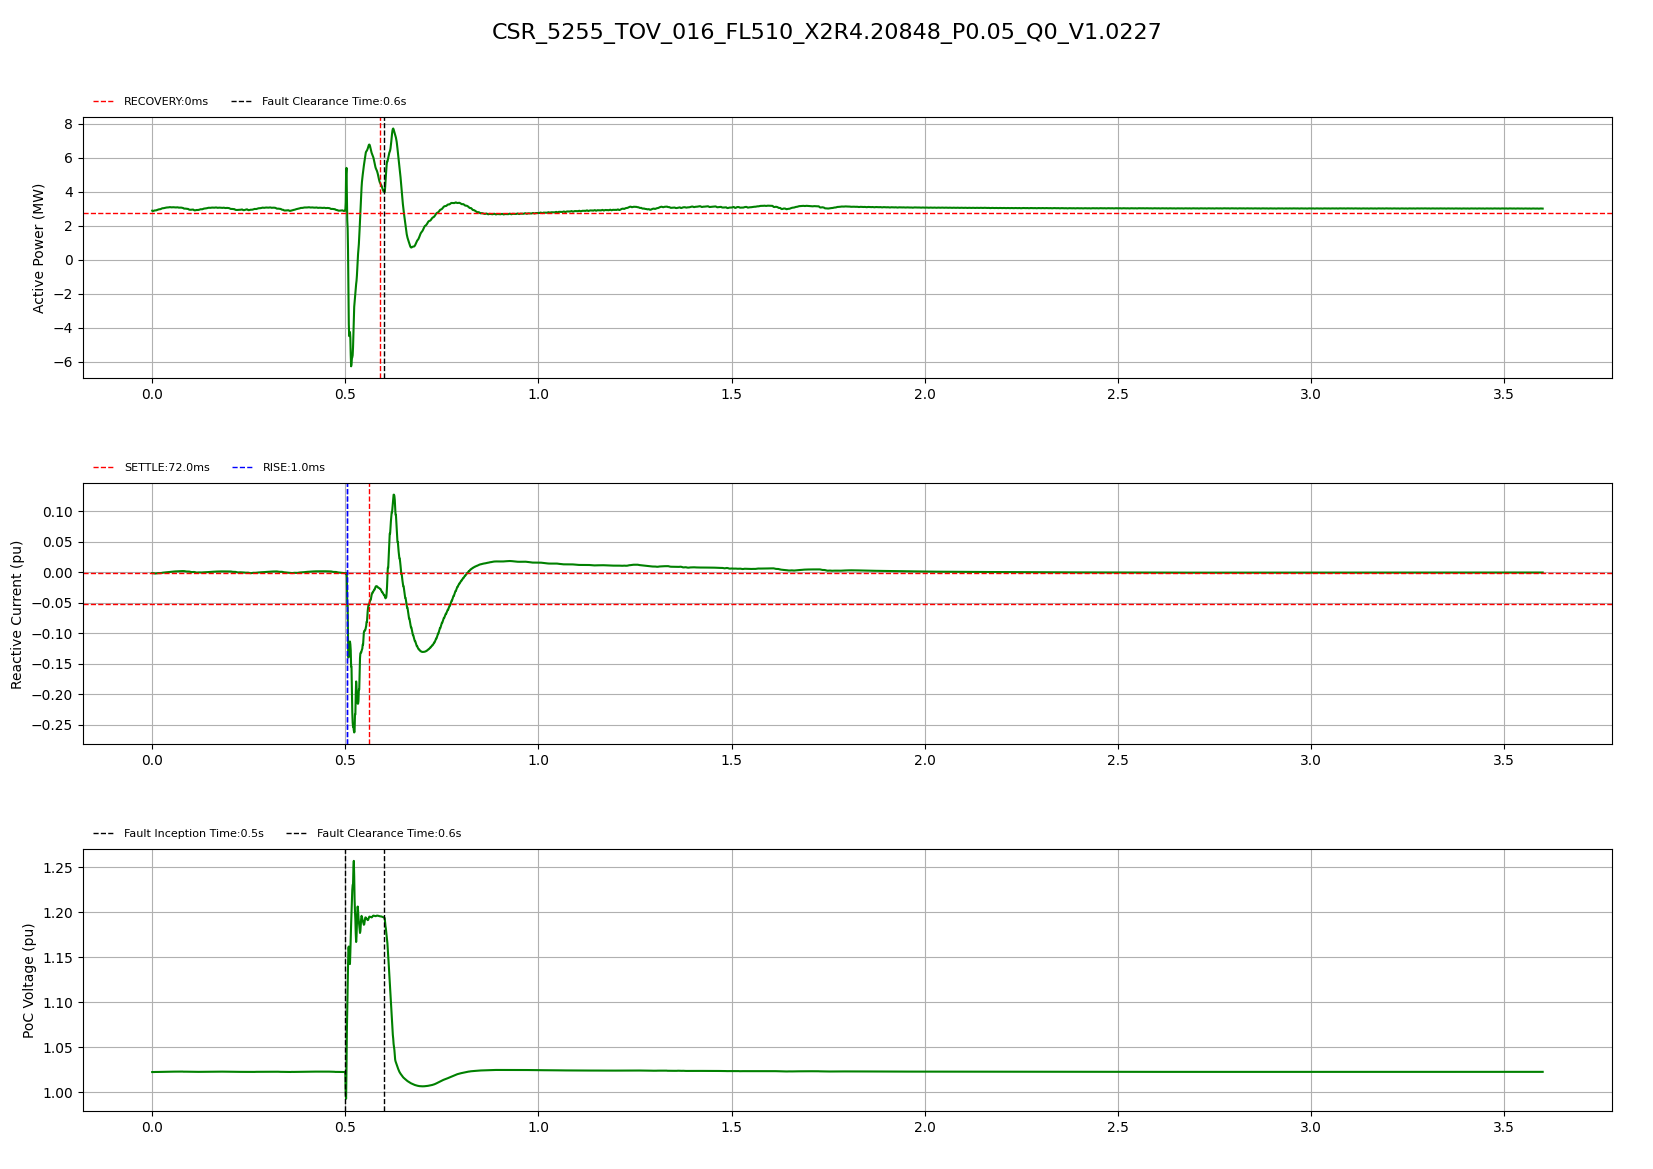 CSR_5255_TOV_016_FL510_X2R4.20848_P0.05_Q0_V1.0227
RECOVERY:0ms Fault Clearance Time:0.6s
Active Power (MW)
8
6
4
2
0
−2
−4
−6
0.0 0.5 1.0 1.5 2.0 2.5 3.0 3.5
SETTLE:72.0ms RISE:1.0ms
Reactive Current (pu)
0.10
0.05
0.00
−0.05
−0.10
−0.15
−0.20
−0.25
0.0 0.5 1.0 1.5 2.0 2.5 3.0 3.5
Fault Inception Time:0.5s Fault Clearance Time:0.6s
PoC Voltage (pu)
1.25
1.20
1.15
1.10
1.05
1.00
0.0 0.5 1.0 1.5 2.0 2.5 3.0 3.5